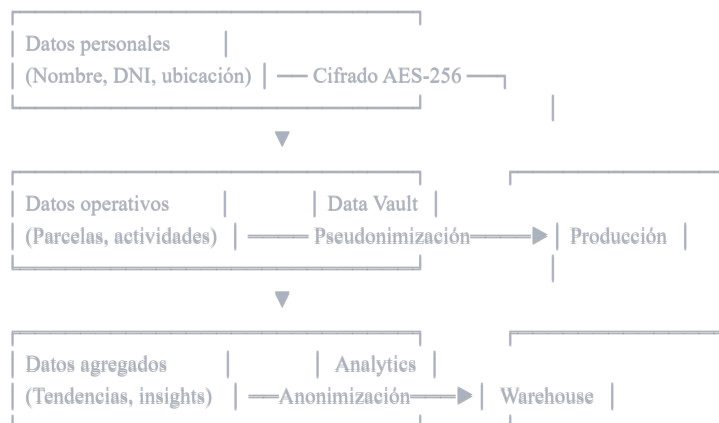 Datos personales
(Nombre, DNI, ubicación) Cifrado AES-256
Datos operativos Data Vault
(Parcelas, actividades) Pseudonimización Producción
Datos agregados Analytics
(Tendencias, insights) Anonimización Warehouse